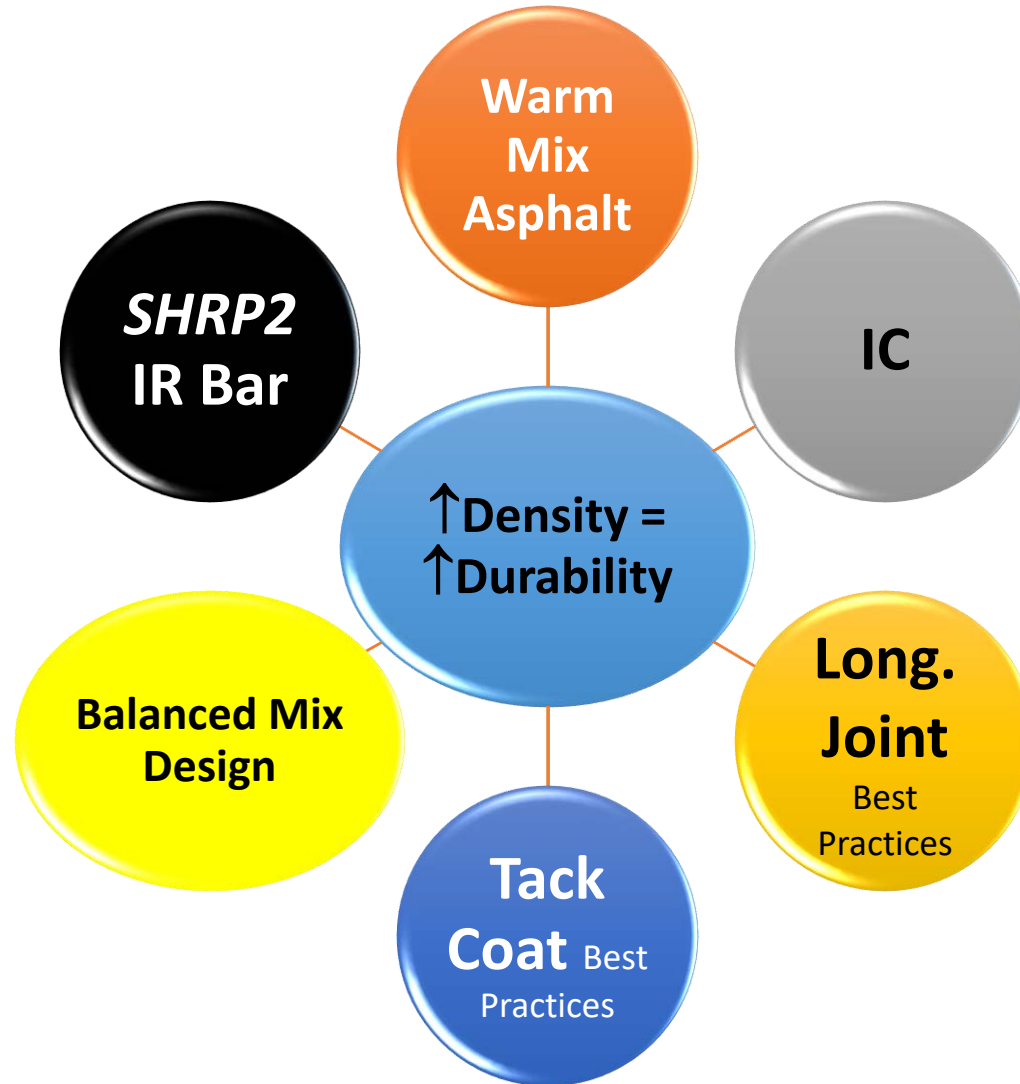 Warm
Mix
Asphalt
SHRP2
IR Bar
IC
↑Density =
↑Durability
Balanced Mix
Design
Long.
Joint
Best
Practices
Tack
Coat Best
Practices